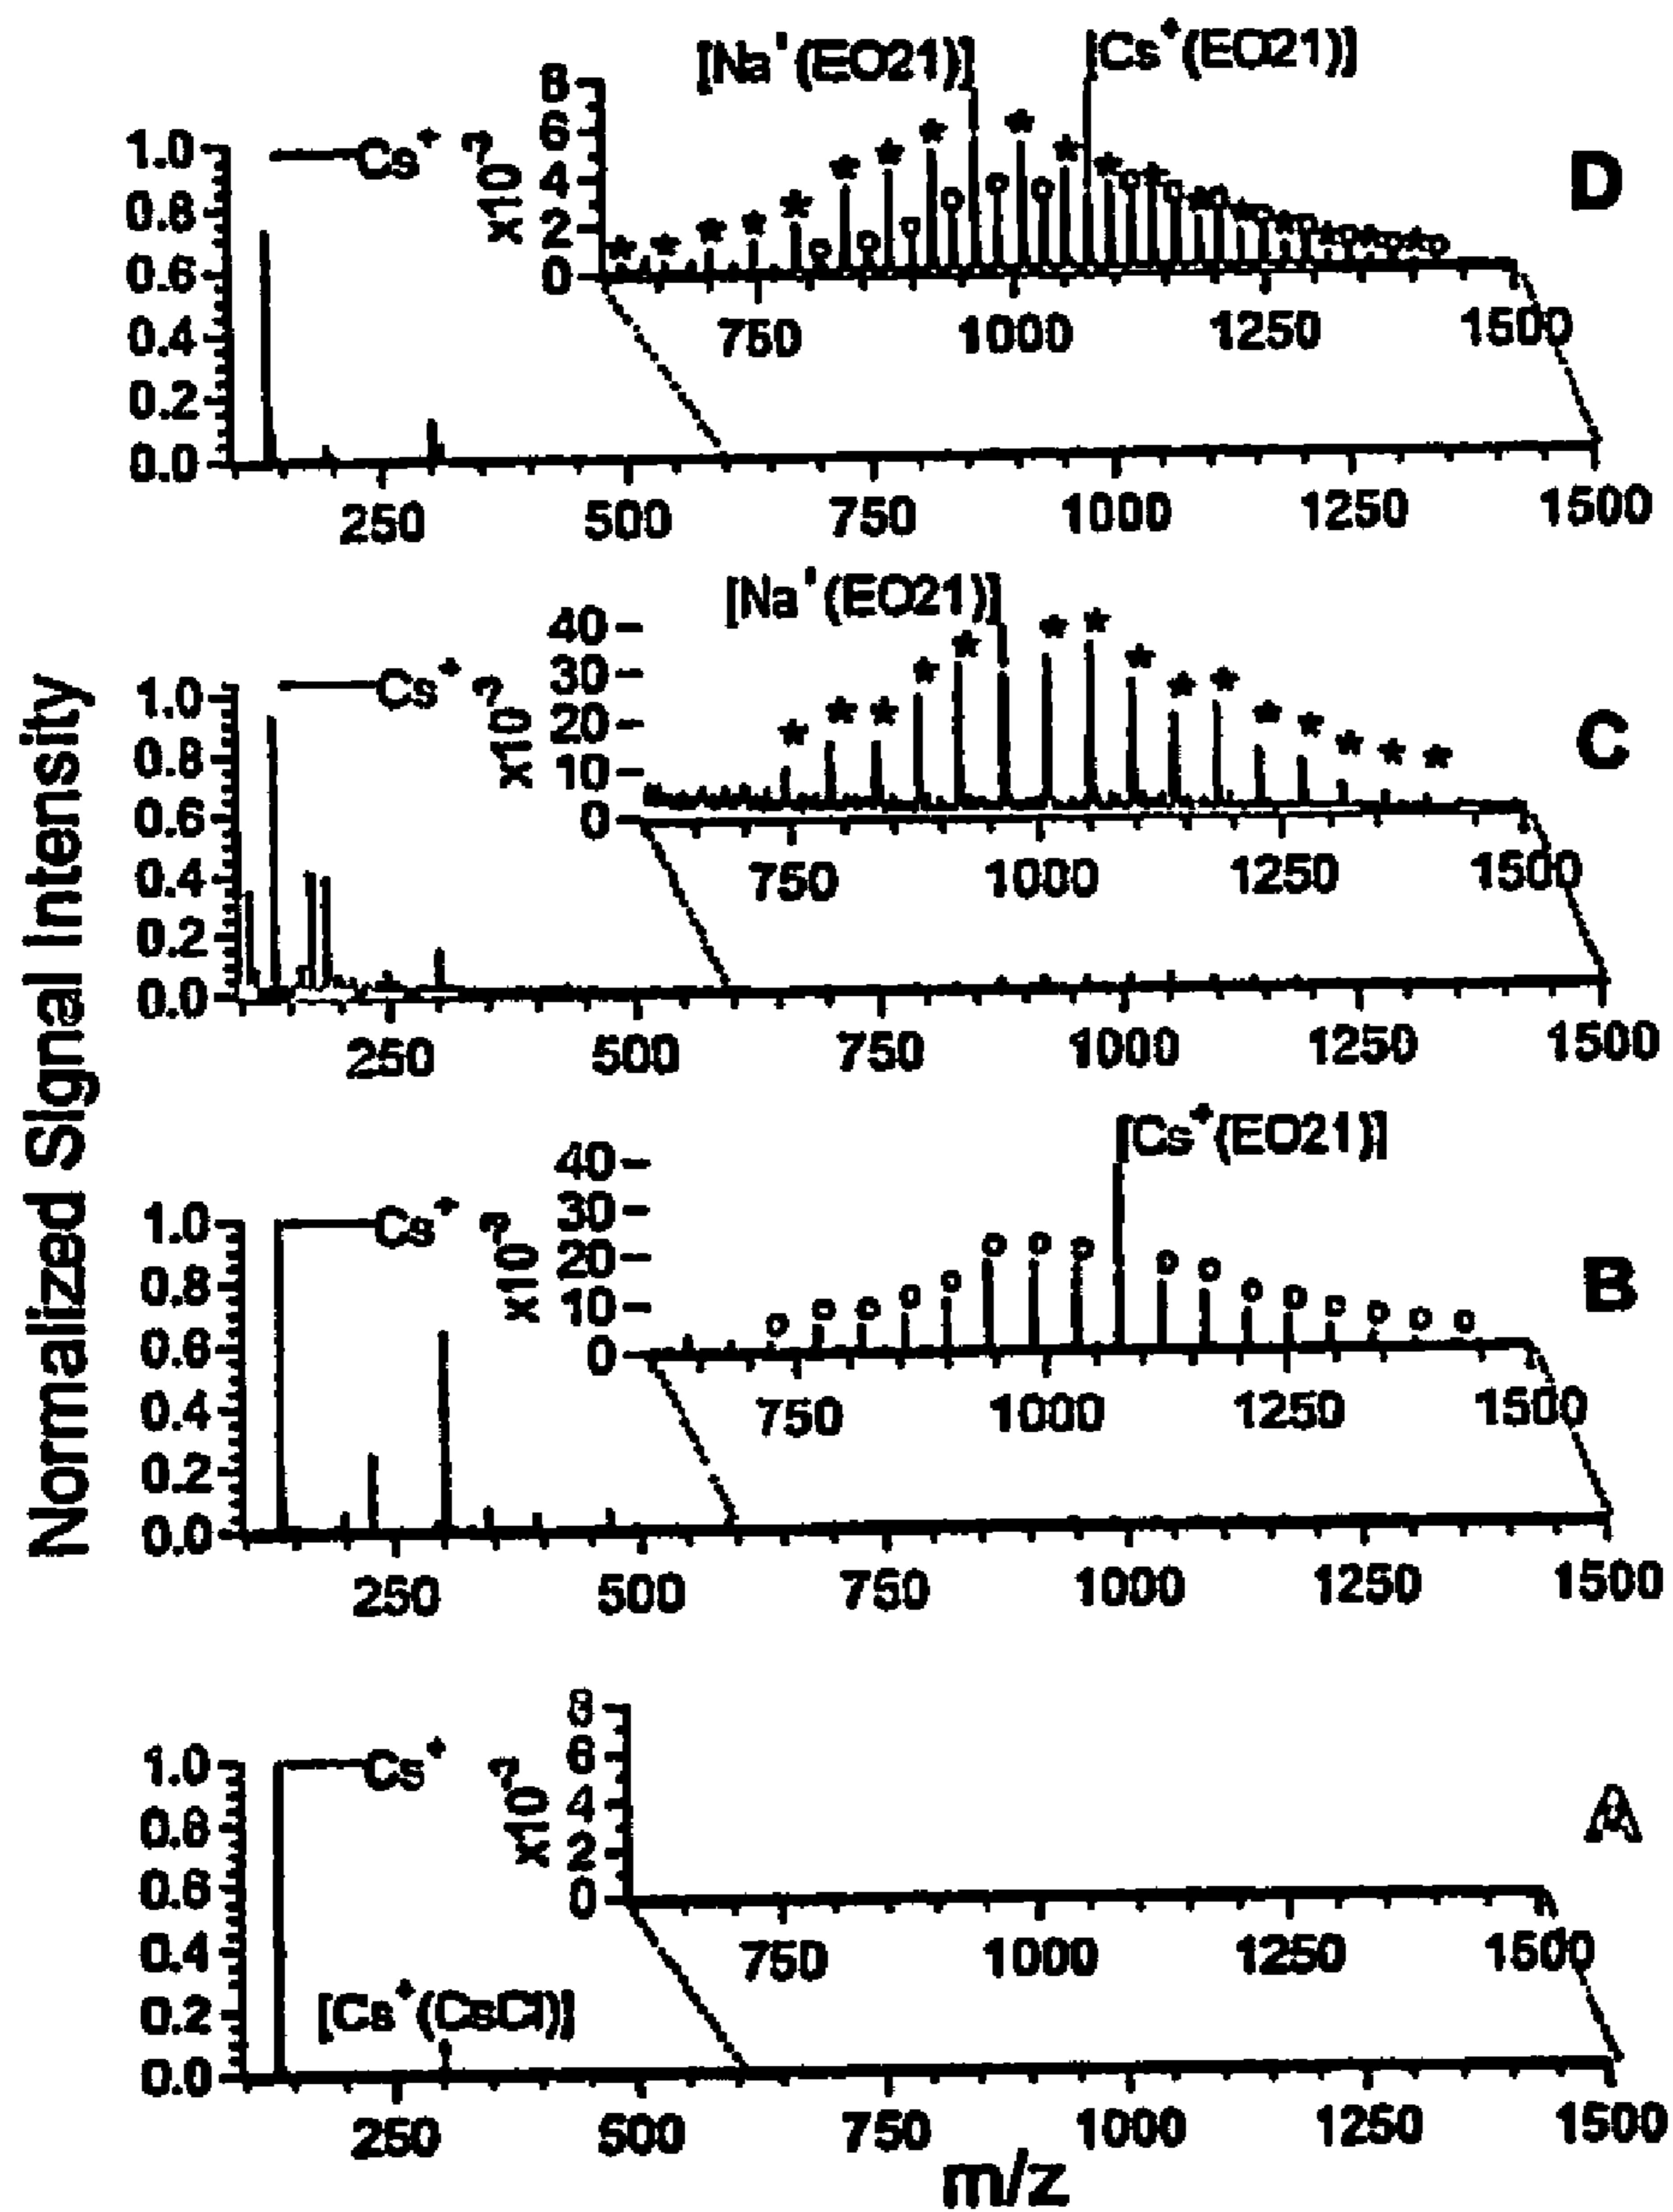 Normalized Signal Intensity
[Na+(EO21)] [Cs+(EO21)]
8
6
4
2
0
x10-3
750 1000 1250 1500
D
Cs+
1.0
0.8
0.6
0.4
0.2
0.0
250 500 750 1000 1250 1500
[Na+(EO21)]
40
30
20
10
0
x10-3
750 1000 1250 1500
C
Cs+
1.0
0.8
0.6
0.4
0.2
0.0
250 500 750 1000 1250 1500
[Cs+(EO21)]
40
30
20
10
0
x10-3
750 1000 1250 1500
B
Cs+
1.0
0.8
0.6
0.4
0.2
0.0
250 500 750 1000 1250 1500
8
6
4
2
0
x10-3
750 1000 1250 1500
A
Cs+
[Cs+(CsCl)]
1.0
0.8
0.6
0.4
0.2
0.0
250 500 750 1000 1250 1500
m/z